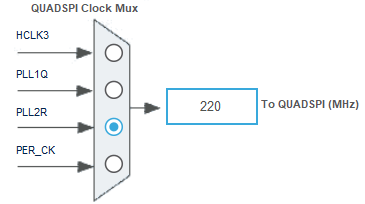 QUADSPI Clock Mux
HCLK3
PLL1Q
PLL2R
PER_CK
220
To QUADSPI (MHz)